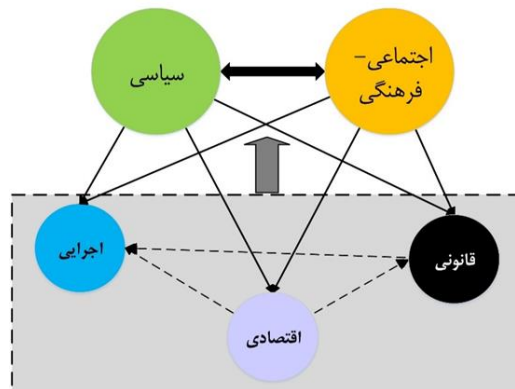 اجتماعی–
فرهنگی
سیاسی
قانونی
اجرایی
اقتصادی